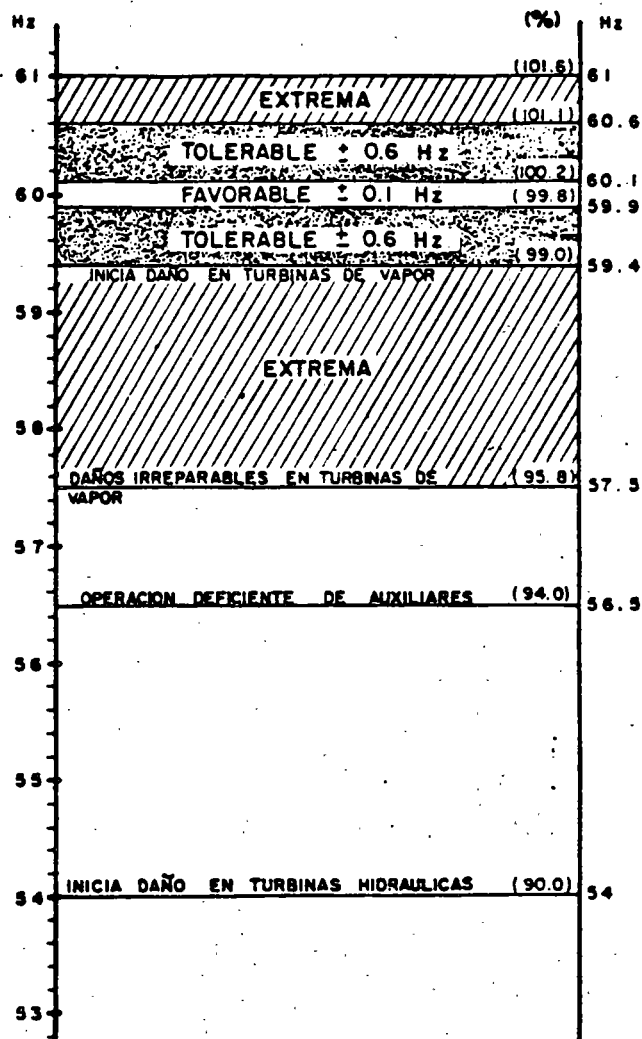 Hz (%) Hz
61 (101.6) 61
EXTREMA
(101.1) 60.6
TOLERABLE ± 0.6 Hz
(100.2) 60.1
60 FAVORABLE ± 0.1 Hz (99.8)
59.9
TOLERABLE ± 0.6 Hz
(99.0)
59.4
INICIA DAÑO EN TURBINAS DE VAPOR
59
EXTREMA
58
DAÑOS IRREPARABLES EN TURBINAS DE (95.8) 57.5
VAPOR
57
OPERACION DEFICIENTE DE AUXILIARES (94.0) 56.5
56
55
INICIA DAÑO EN TURBINAS HIDRAULICAS (90.0)
54 54
53